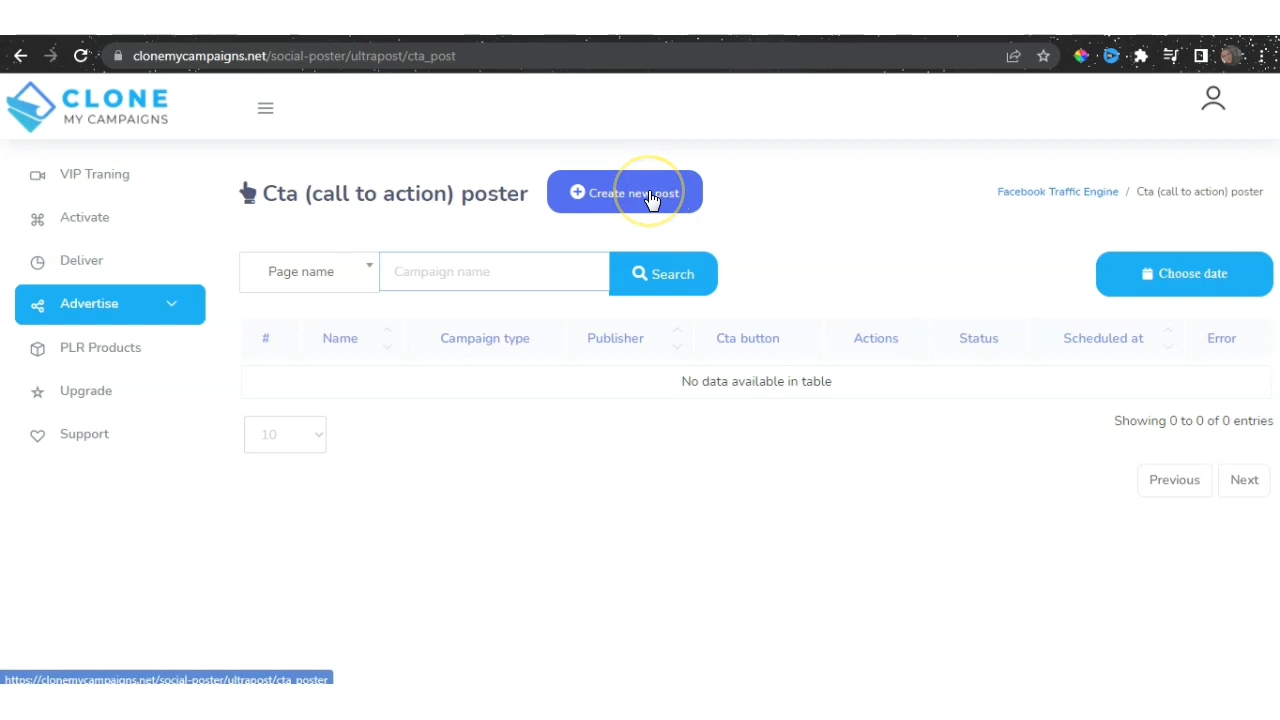 clonemycampaigns.net/social-poster/ultrapost/cta_post
CLONE
MY CAMPAIGNS
VIP Traning
Activate
Deliver
Advertise
PLR Products
Upgrade
Support
Cta (call to action) poster
Create new post
Facebook Traffic Engine / Cta (call to action) poster
Page name
Campaign name
Search
Choose date
# Name Campaign type Publisher Cta button Actions Status Scheduled at Error
No data available in table
10
Showing 0 to 0 of 0 entries
Previous Next
https://clonemycampaigns.net/social-poster/ultrapost/cta_poster